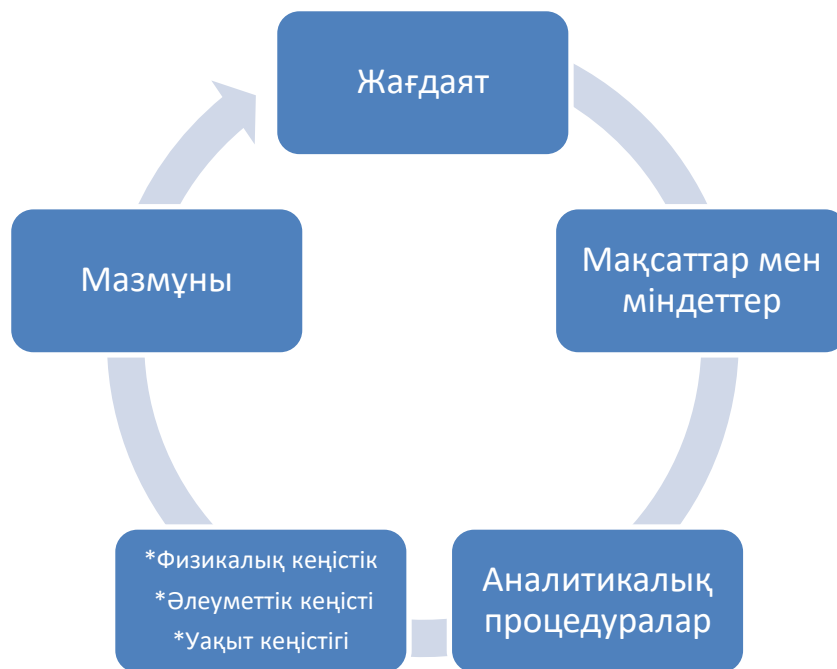 Жағдаят
Мақсаттар мен
міндеттер
Аналитикалық
процедуралар
*Физикалық кеңістік
*Әлеуметтік кеңісті
*Уақыт кеңістігі
Мазмұны